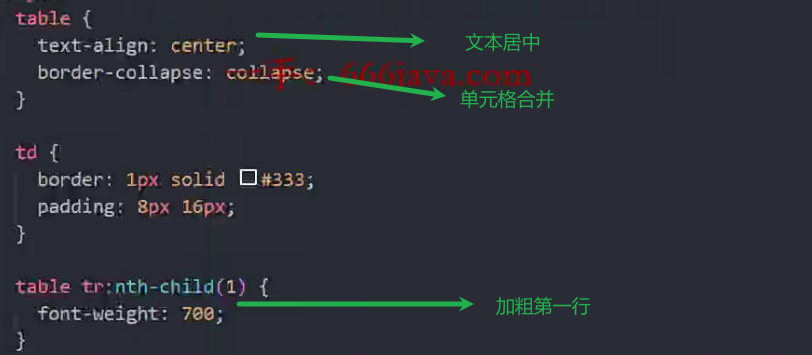 table {
text-align: center;
文本居中
border-collapse: collapse;
666java.com
单元格合并
}
td {
border: 1px solid #333;
padding: 8px 16px;
}
table tr:nth-child(1) {
font-weight: 700;
加粗第一行
}